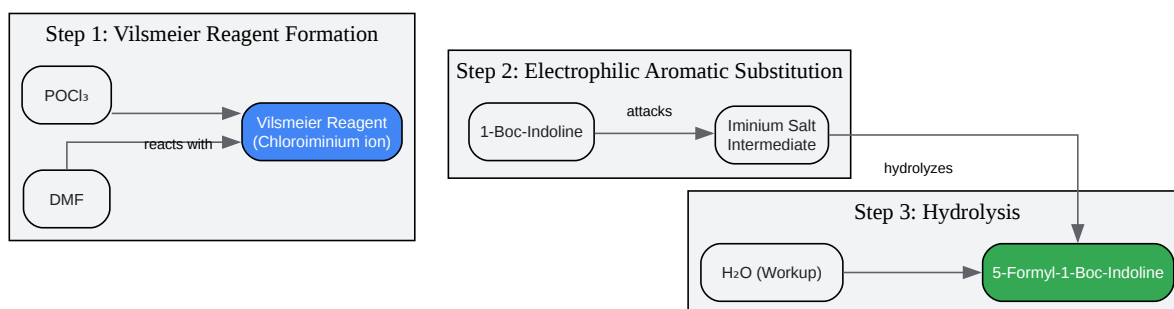 Step 1: Vilsmeier Reagent Formation
POCl₃
Vilsmeier Reagent
(Chloroiminium ion)
reacts with
DMF
Step 2: Electrophilic Aromatic Substitution
1-Boc-Indoline
attacks
Iminium Salt
Intermediate
hydrolyzes
Step 3: Hydrolysis
H₂O (Workup)
5-Formyl-1-Boc-Indoline